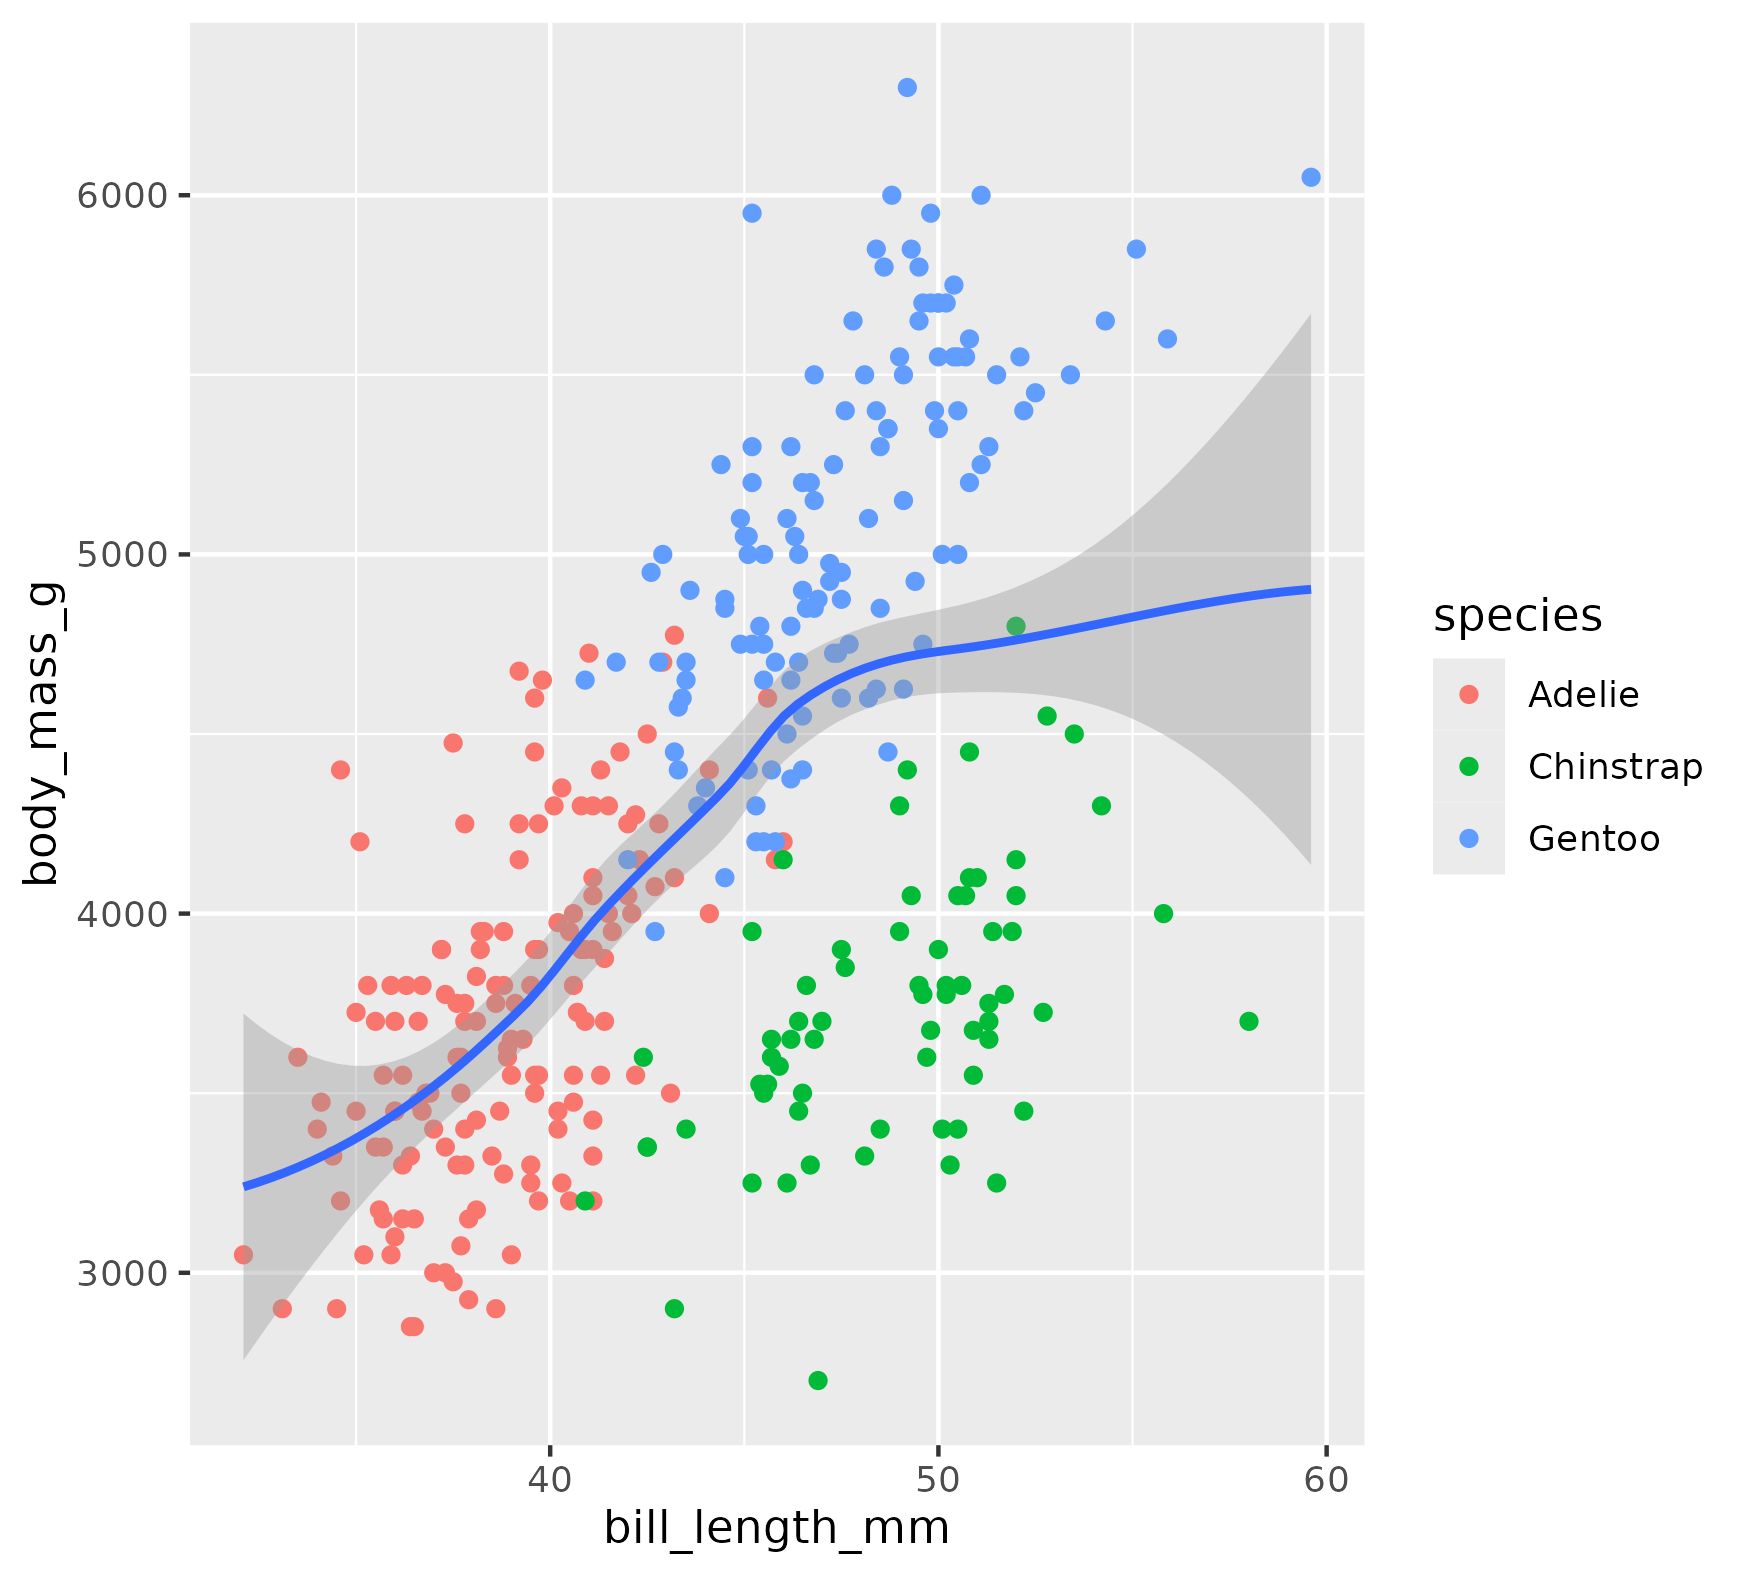 body_mass_g
6000
5000
4000
3000
40 50 60
bill_length_mm
species
Adelie
Chinstrap
Gentoo